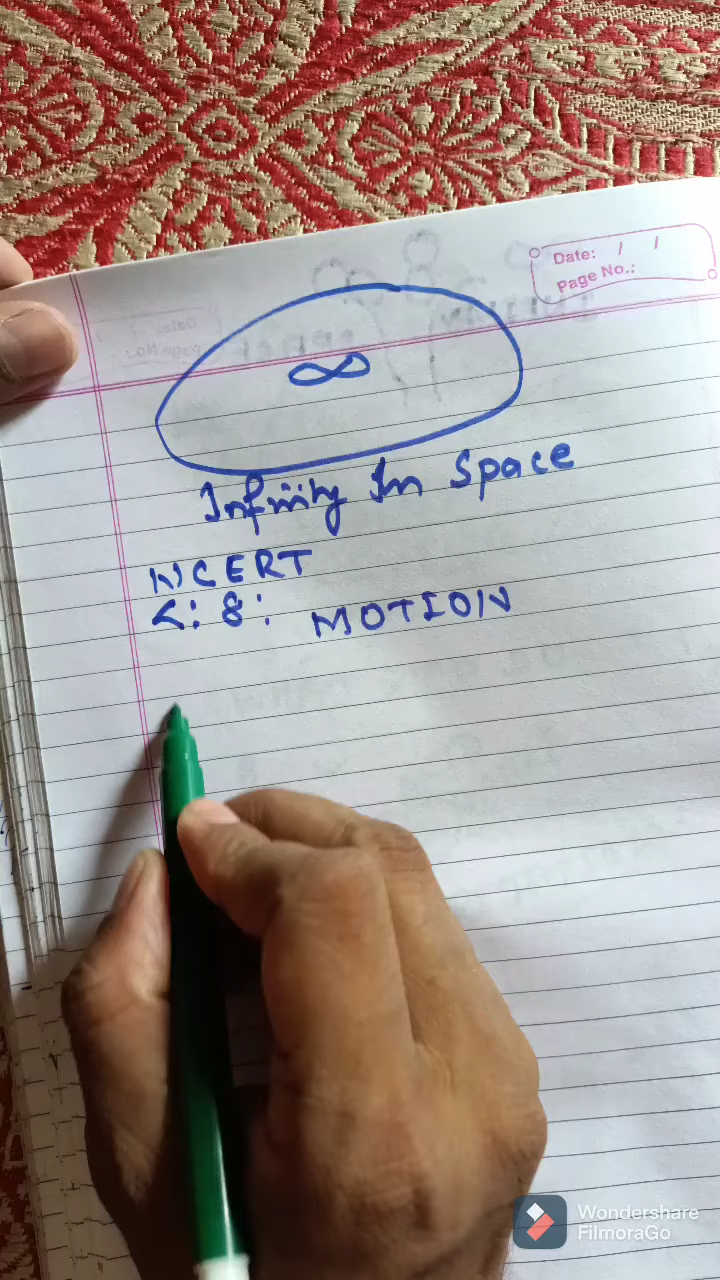 Date: / /
Page No.:
∞
Infinity In Space
NCERT
<: 8: MOTION
Wondershare
FilmoraGo